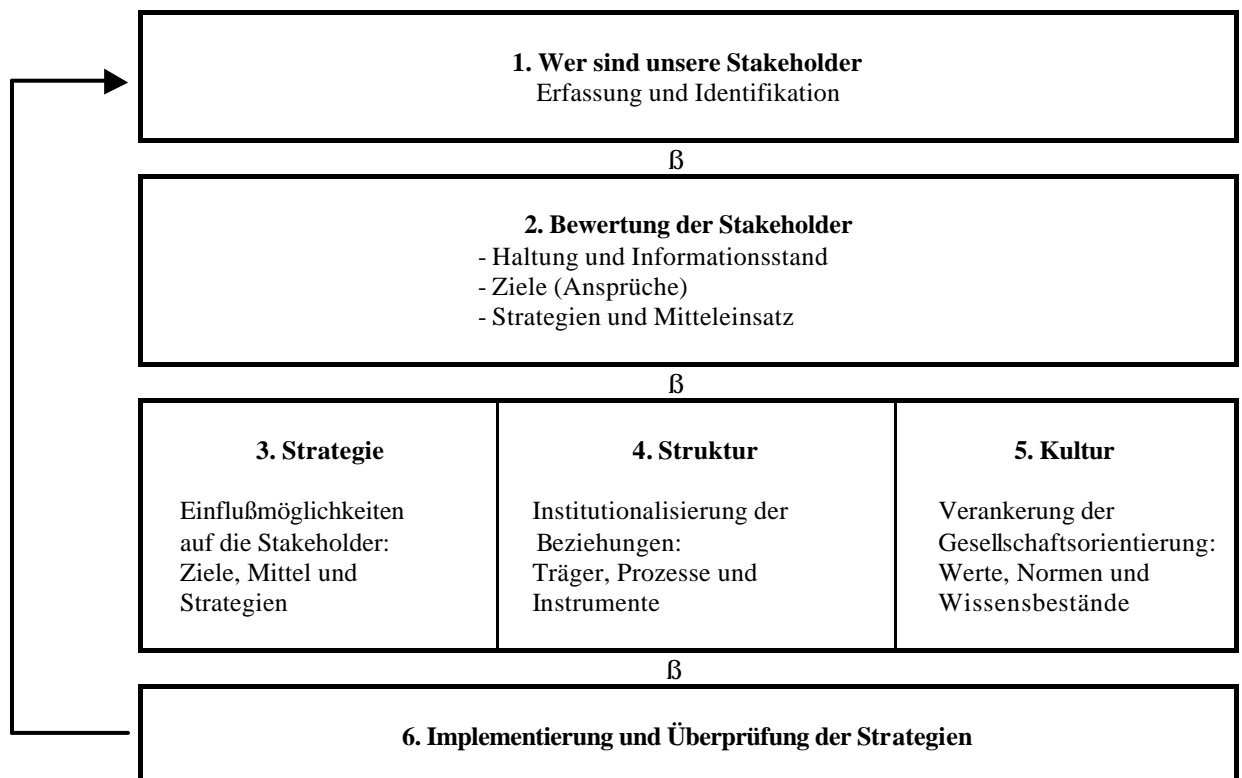 1. Wer sind unsere Stakeholder
Erfassung und Identifikation
ß
2. Bewertung der Stakeholder
- Haltung und Informationsstand
- Ziele (Ansprüche)
- Strategien und Mitteleinsatz
ß
3. Strategie
Einflußmöglichkeiten
auf die Stakeholder:
Ziele, Mittel und
Strategien
4. Struktur
Institutionalisierung der
Beziehungen:
Träger, Prozesse und
Instrumente
5. Kultur
Verankerung der
Gesellschaftsorientierung:
Werte, Normen und
Wissensbestände
ß
6. Implementierung und Überprüfung der Strategien